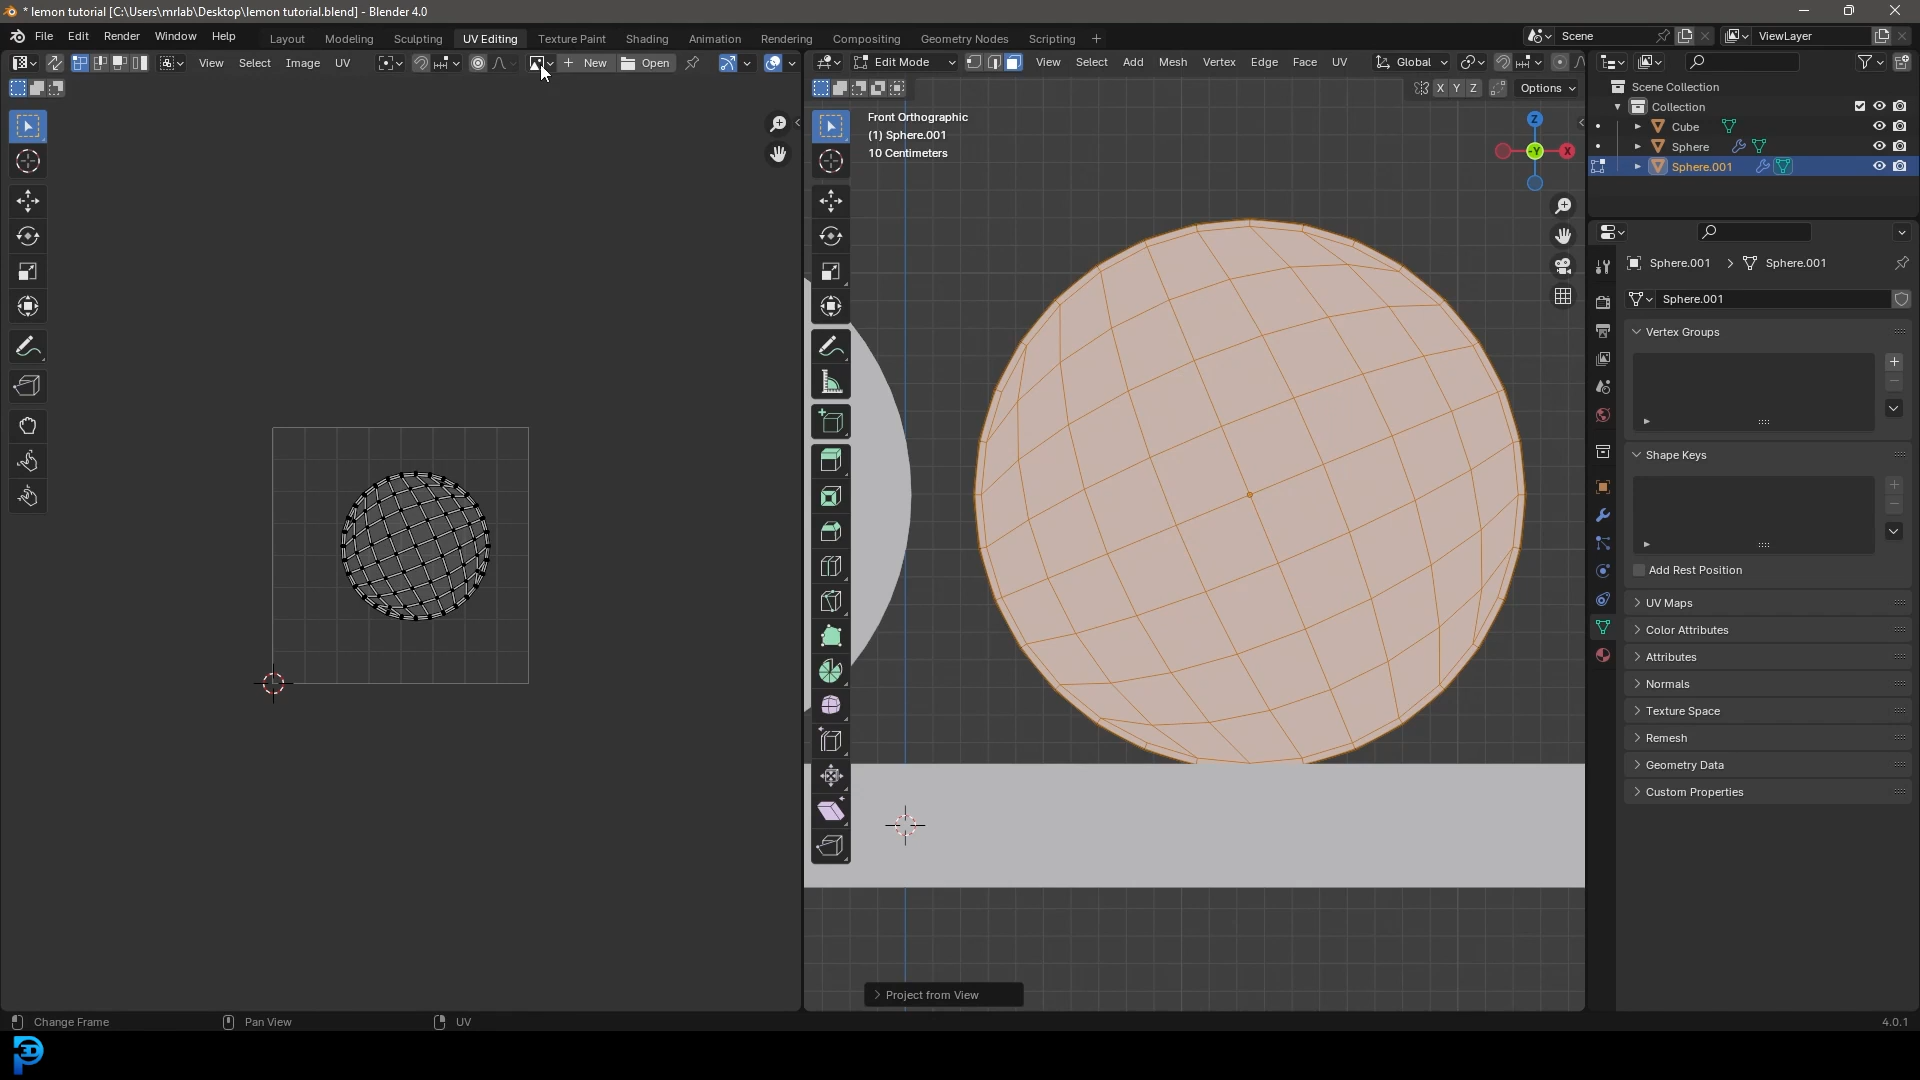 * lemon tutorial [C:\Users\mrlab\Desktop\lemon tutorial.blend] - Blender 4.0
File Edit Render Window Help
Layout Modeling Sculpting UV Editing Texture Paint Shading Animation Rendering Compositing Geometry Nodes Scripting +
Scene
ViewLayer
View Select Image UV
New
Open
Edit Mode
View Select Add Mesh Vertex Edge Face UV
Global
X Y Z
Options
Front Orthographic
(1) Sphere.001
10 Centimeters
Z
-Y
X
Scene Collection
Collection
Cube
Sphere
Sphere.001
Sphere.001 > Sphere.001
Sphere.001
Vertex Groups
Shape Keys
Add Rest Position
UV Maps
Color Attributes
Attributes
Normals
Texture Space
Remesh
Geometry Data
Custom Properties
> Project from View
Change Frame
Pan View
UV
4.0.1
3D
P